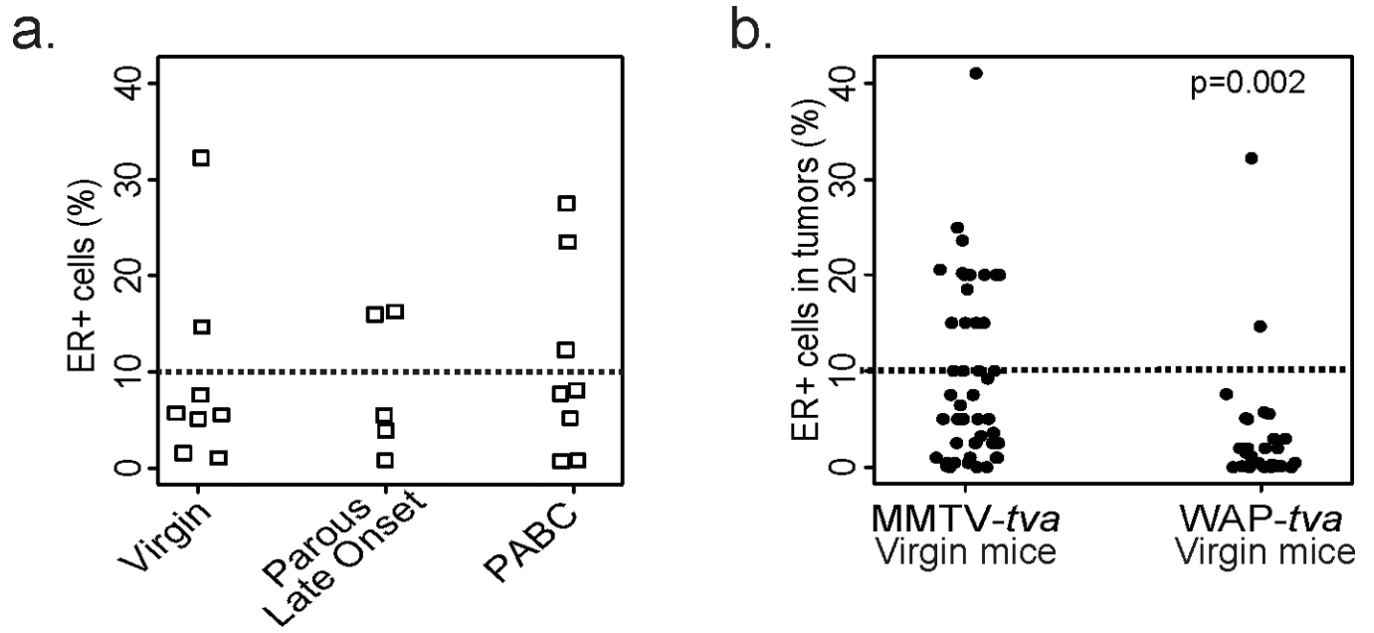 a.
ER+ cells (%)
40
30
20
10
0
Virgin
Parous
Late Onset
PABC
b.
ER+ cells in tumors (%)
40
30
20
10
0
p=0.002
MMTV-tva
Virgin mice
WAP-tva
Virgin mice